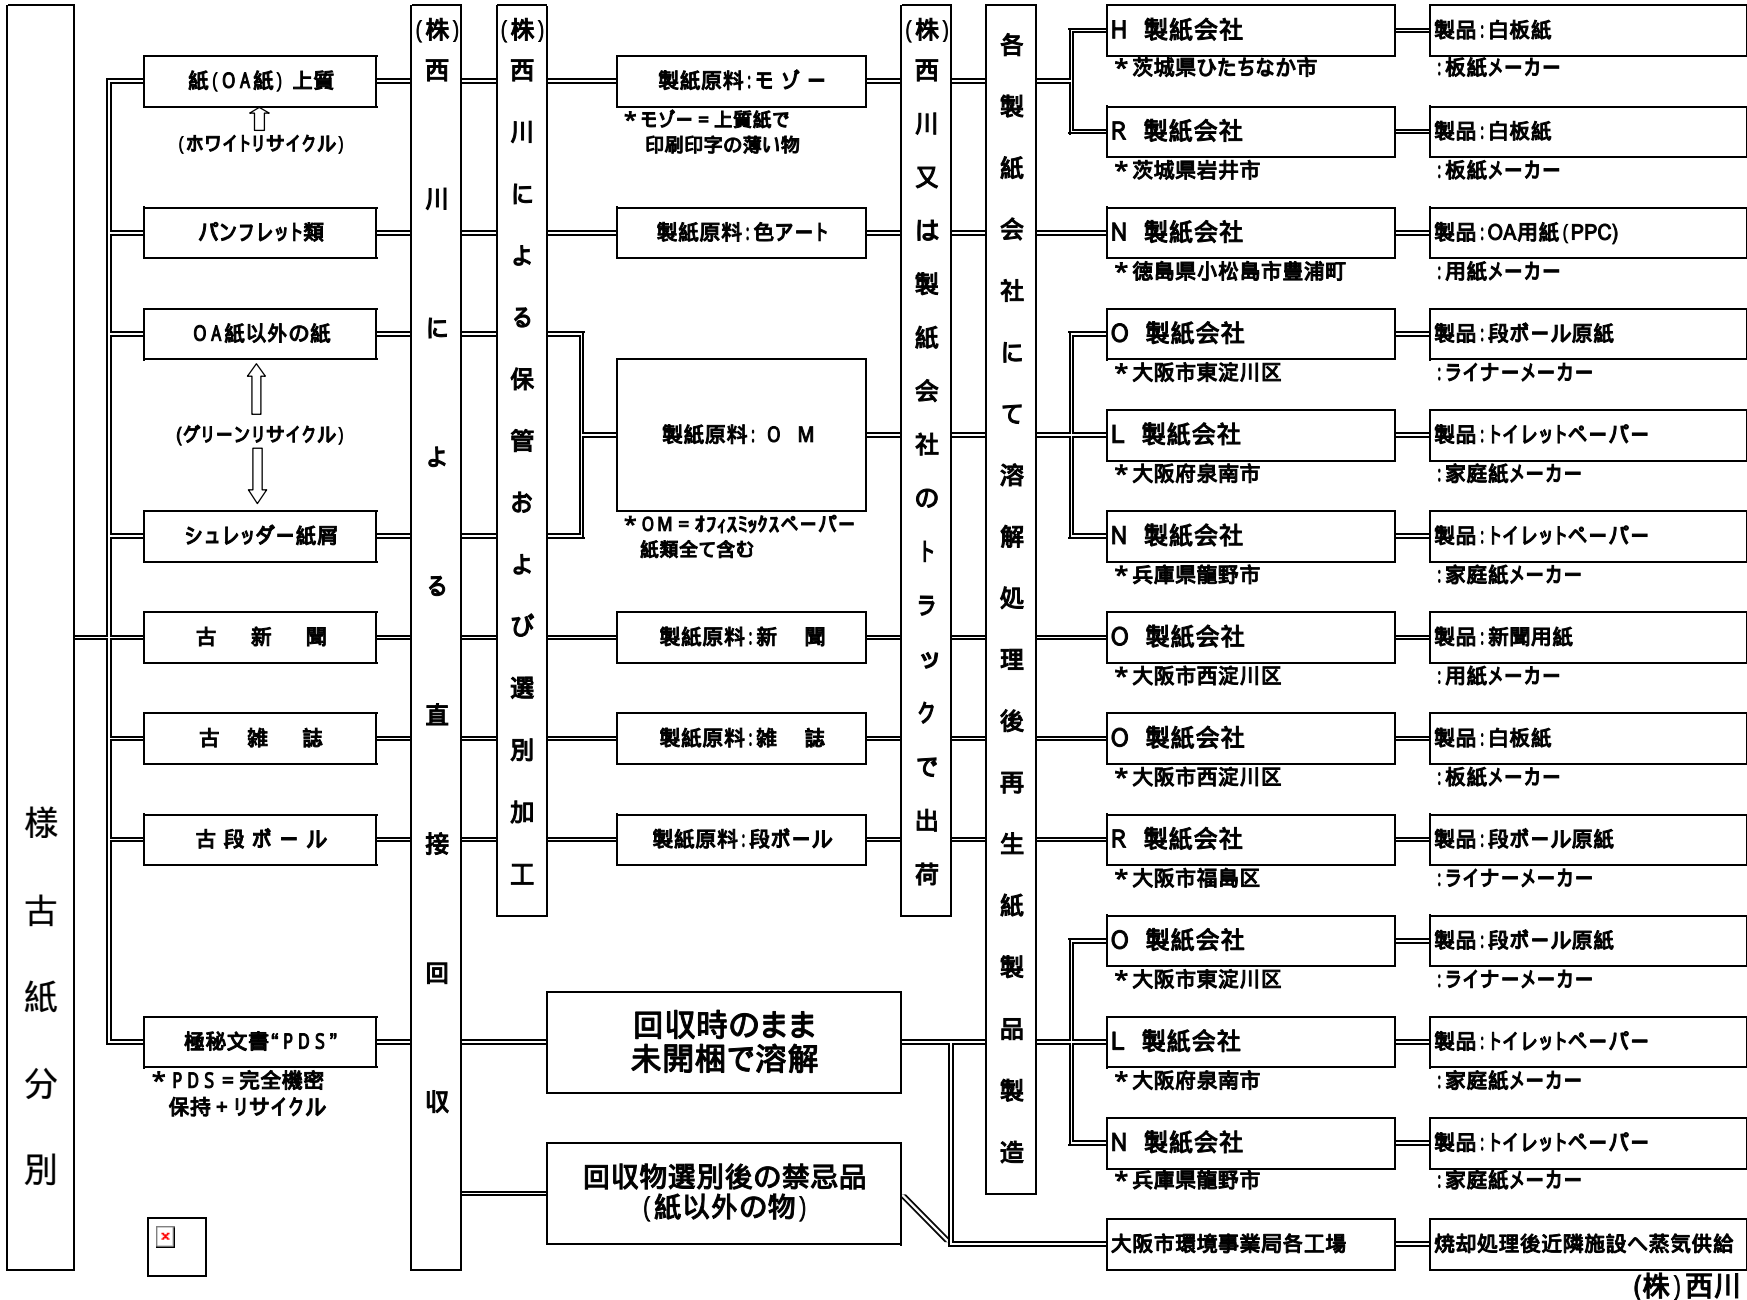 様古紙分別
紙(OA紙) 上質
(ホワイトリサイクル)
パンフレット類
OA紙以外の紙
(グリーンリサイクル)
シュレッダー紙屑
古 新 聞
古 雑 誌
古段ボール
極秘文書“PDS”
*PDS=完全機密
保持+リサイクル
(株)西川による直接回収
(株)西川による保管および選別加工
製紙原料:モゾー
*モゾー=上質紙で
印刷印字の薄い物
製紙原料:色アート
製紙原料: O M
*OM=オフィスミックスペーパー
紙類全て含む
製紙原料:新 聞
製紙原料:雑 誌
製紙原料:段ボール
回収時のまま
未開梱で溶解
回収物選別後の禁忌品
(紙以外の物)
(株)西川又は製紙会社のトラックで出荷
各製紙会社にて溶解処理後再生紙製品製造
H 製紙会社
*茨城県ひたちなか市
製品:白板紙
:板紙メーカー
R 製紙会社
*茨城県岩井市
製品:白板紙
:板紙メーカー
N 製紙会社
*徳島県小松島市豊浦町
製品:OA用紙(PPC)
:用紙メーカー
O 製紙会社
*大阪市東淀川区
製品:段ボール原紙
:ライナーメーカー
L 製紙会社
*大阪府泉南市
製品:トイレットペーパー
:家庭紙メーカー
N 製紙会社
*兵庫県龍野市
製品:トイレットペーパー
:家庭紙メーカー
O 製紙会社
*大阪市西淀川区
製品:新聞用紙
:用紙メーカー
O 製紙会社
*大阪市西淀川区
製品:白板紙
:板紙メーカー
R 製紙会社
*大阪市福島区
製品:段ボール原紙
:ライナーメーカー
O 製紙会社
*大阪市東淀川区
製品:段ボール原紙
:ライナーメーカー
L 製紙会社
*大阪府泉南市
製品:トイレットペーパー
:家庭紙メーカー
N 製紙会社
*兵庫県龍野市
製品:トイレットペーパー
:家庭紙メーカー
大阪市環境事業局各工場
焼却処理後近隣施設へ蒸気供給
(株)西川